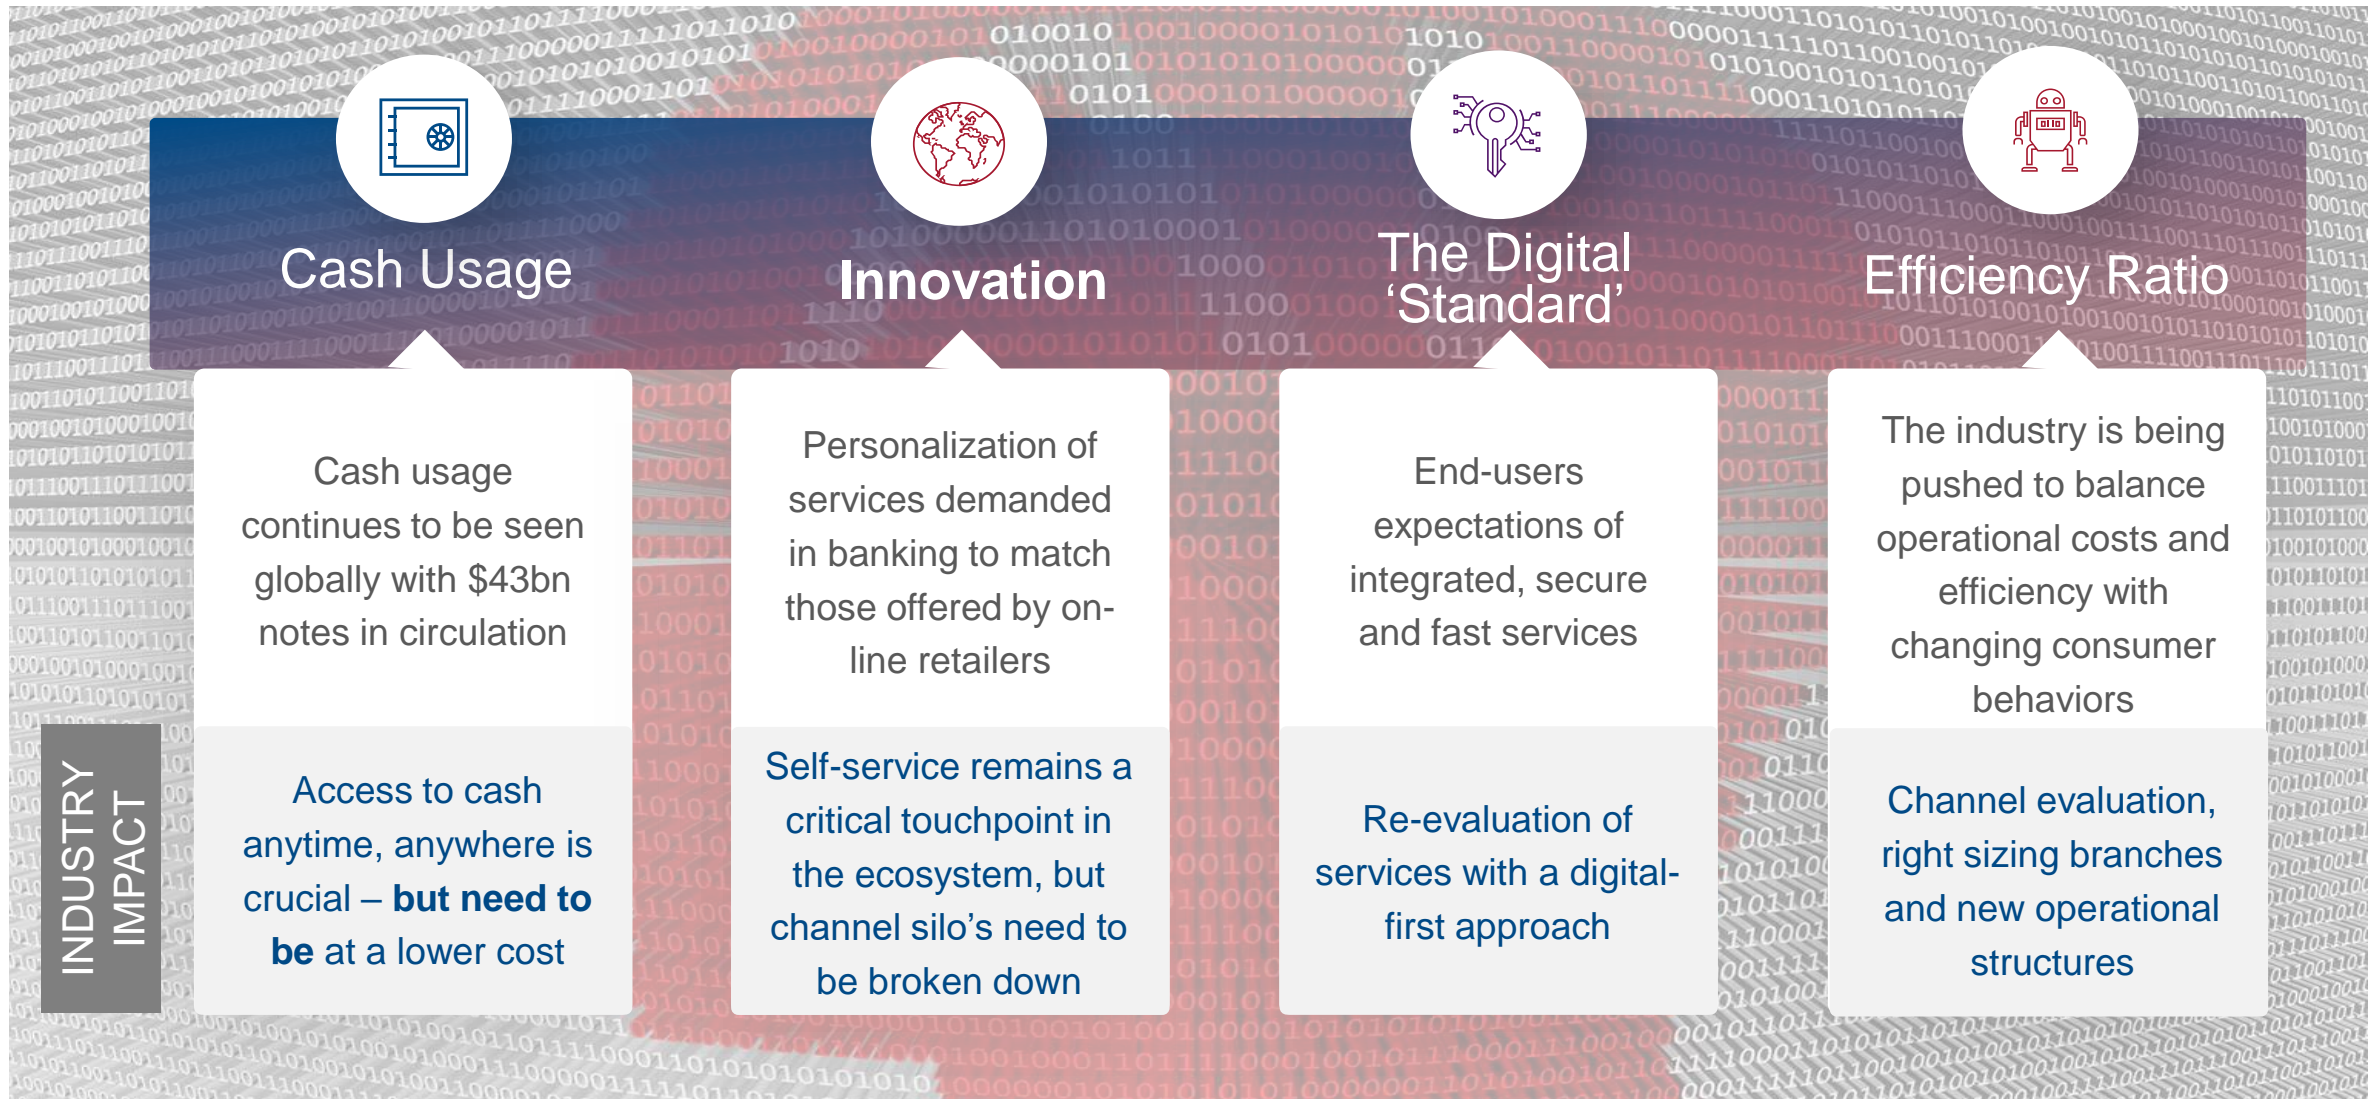 Cash Usage
Innovation
The Digital
‘Standard’
Efficiency Ratio
Cash usage
continues to be seen
globally with $43bn
notes in circulation
Personalization of
services demanded
in banking to match
those offered by on-
line retailers
End-users
expectations of
integrated, secure
and fast services
The industry is being
pushed to balance
operational costs and
efficiency with
changing consumer
behaviors
INDUSTRY
IMPACT
Access to cash
anytime, anywhere is
crucial – but need to
be at a lower cost
Self-service remains a
critical touchpoint in
the ecosystem, but
channel silo’s need to
be broken down
Re-evaluation of
services with a digital-
first approach
Channel evaluation,
right sizing branches
and new operational
structures